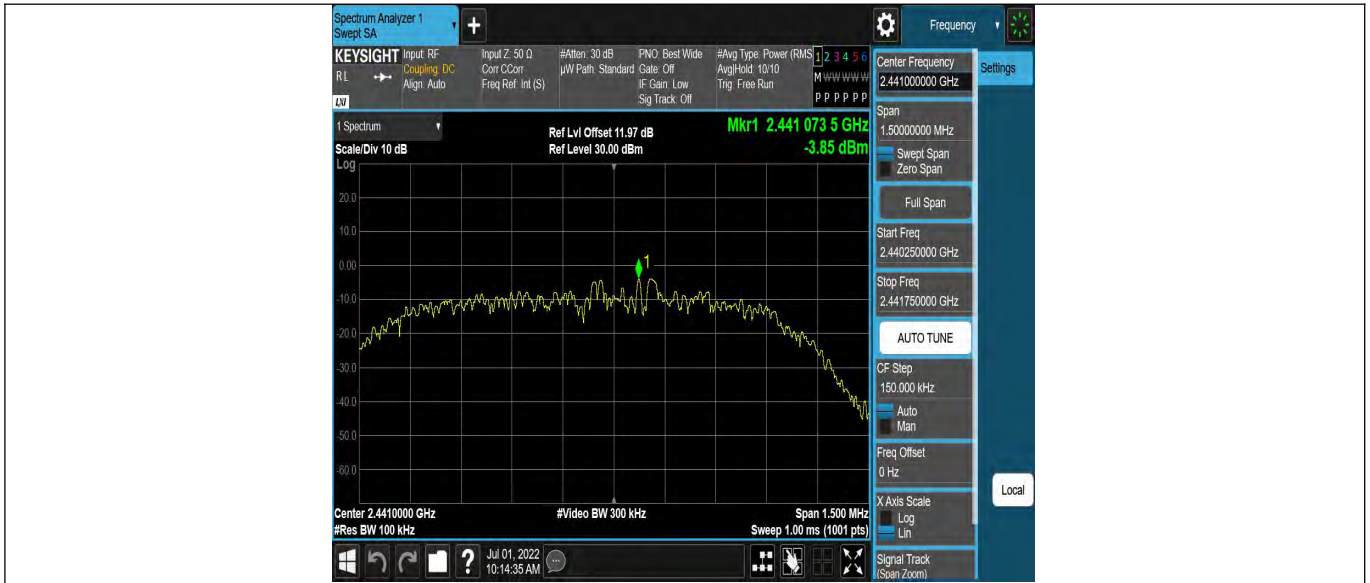 Spectrum Analyzer 1
Swept SA
Frequency
KEYSIGHT
R L
LXI
Input: RF
Coupling: DC
Align: Auto
Input Z: 50 Ω
Corr CCorr
Freq Ref: Int (S)
#Atten: 30 dB
µW Path: Standard
PNO: Best Wide
Gate: Off
IF Gain: Low
Sig Track: Off
#Avg Type: Power (RMS
Avg|Hold: 10/10
Trig: Free Run
1 2 3 4 5 6
M W W W W W
P P P P P P
1 Spectrum
Scale/Div 10 dB
Log
Ref Lvl Offset 11.97 dB
Ref Level 30.00 dBm
Mkr1 2.441 073 5 GHz
-3.85 dBm
20.0
10.0
0.00
-10.0
-20.0
-30.0
-40.0
-50.0
-60.0
1
Center 2.4410000 GHz
#Res BW 100 kHz
#Video BW 300 kHz
Span 1.500 MHz
Sweep 1.00 ms (1001 pts)
Jul 01, 2022
10:14:35 AM
Center Frequency
2.441000000 GHz
Settings
Span
1.50000000 MHz
Swept Span
Zero Span
Full Span
Start Freq
2.440250000 GHz
Stop Freq
2.441750000 GHz
AUTO TUNE
CF Step
150.000 kHz
Auto
Man
Freq Offset
0 Hz
X Axis Scale
Log
Lin
Local
Signal Track
(Span Zoom)